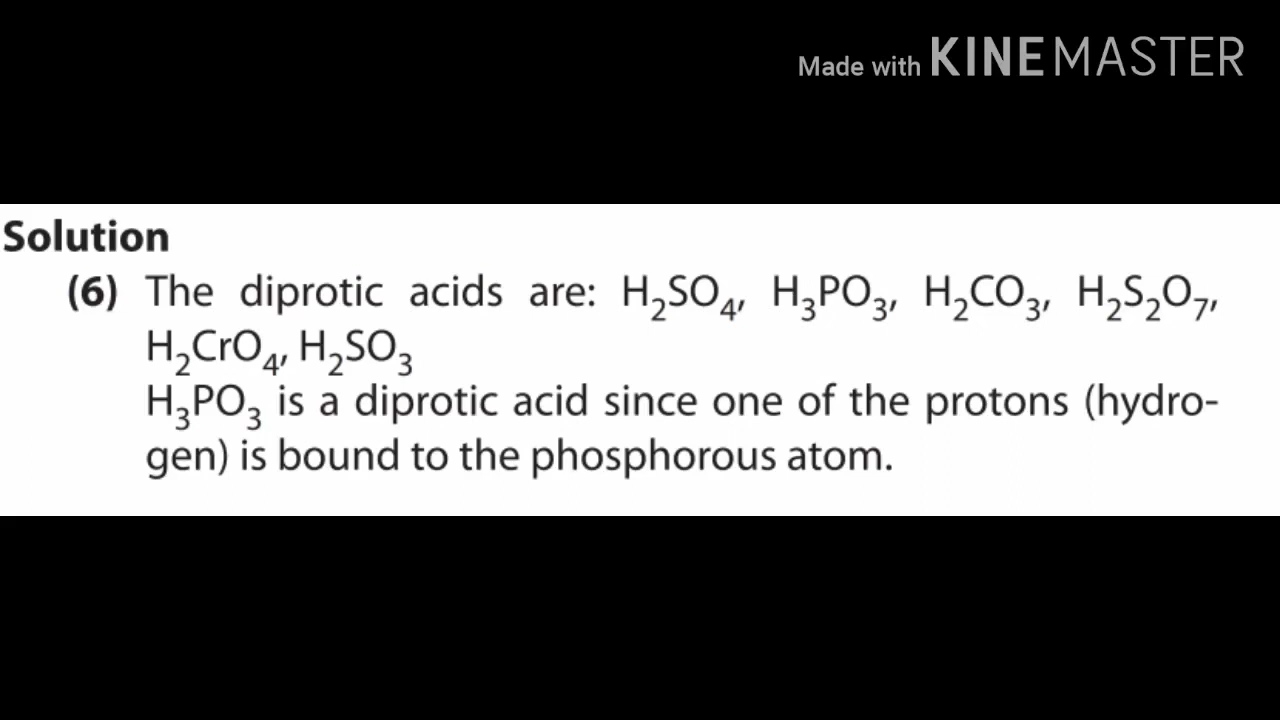 Made with KINEMASTER
Solution
(6) The diprotic acids are: H₂SO₄, H₃PO₃, H₂CO₃, H₂S₂O₇,
H₂CrO₄, H₂SO₃
H₃PO₃ is a diprotic acid since one of the protons (hydro-
gen) is bound to the phosphorous atom.